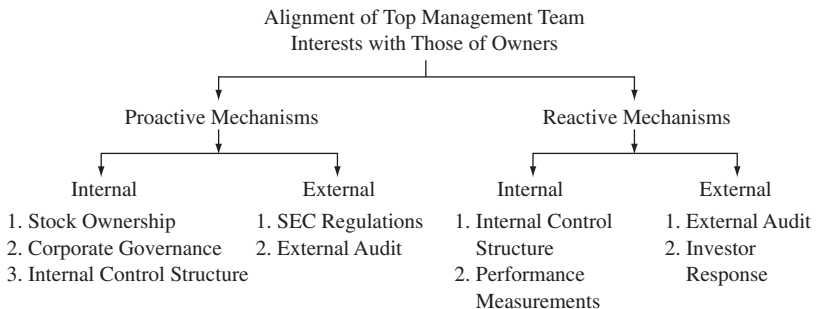 Alignment of Top Management Team
Interests with Those of Owners
Proactive Mechanisms
Reactive Mechanisms
Internal
1. Stock Ownership
2. Corporate Governance
3. Internal Control Structure
External
1. SEC Regulations
2. External Audit
Internal
1. Internal Control
Structure
2. Performance
Measurements
External
1. External Audit
2. Investor
Response